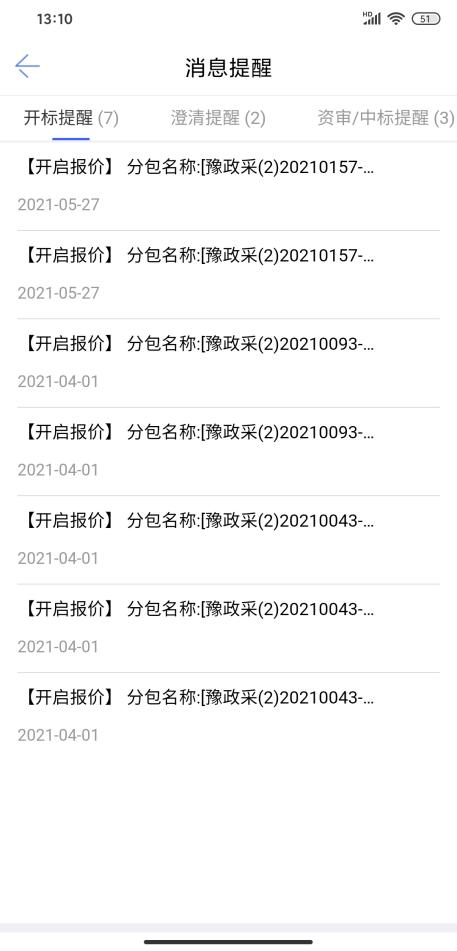 13:10
HD
51
消息提醒
开标提醒 (7) 澄清提醒 (2) 资审/中标提醒 (3)
【开启报价】 分包名称:[豫政采(2)20210157-...
2021-05-27
【开启报价】 分包名称:[豫政采(2)20210157-...
2021-05-27
【开启报价】 分包名称:[豫政采(2)20210093-...
2021-04-01
【开启报价】 分包名称:[豫政采(2)20210093-...
2021-04-01
【开启报价】 分包名称:[豫政采(2)20210043-...
2021-04-01
【开启报价】 分包名称:[豫政采(2)20210043-...
2021-04-01
【开启报价】 分包名称:[豫政采(2)20210043-...
2021-04-01